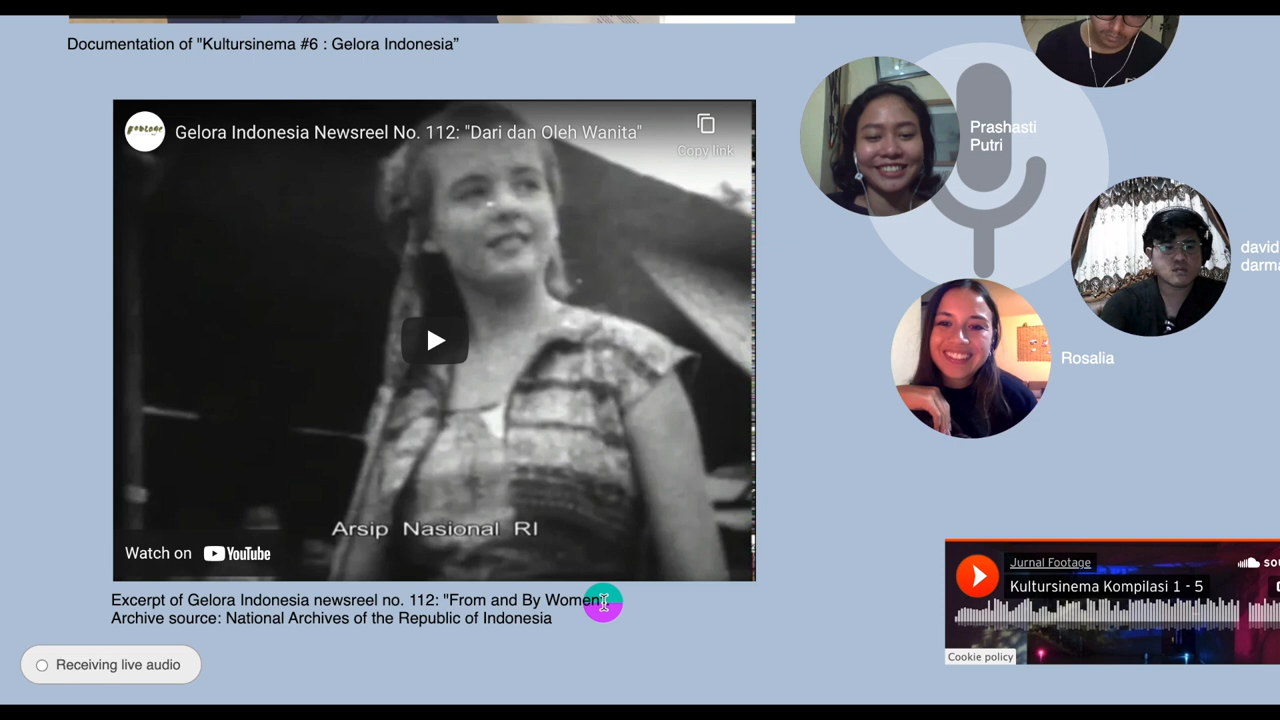 Documentation of "Kultursinema #6 : Gelora Indonesia”
footage
Gelora Indonesia Newsreel No. 112: "Dari dan Oleh Wanita"
Copy link
Prashasti
Putri
david
Rosalia
Arsip Nasional RI
Watch on YouTube
Jurnal Footage
Kultursinema Kompilasi 1 - 5
Cookie policy
Excerpt of Gelora Indonesia newsreel no. 112: "From and By Women"
Archive source: National Archives of the Republic of Indonesia
Receiving live audio